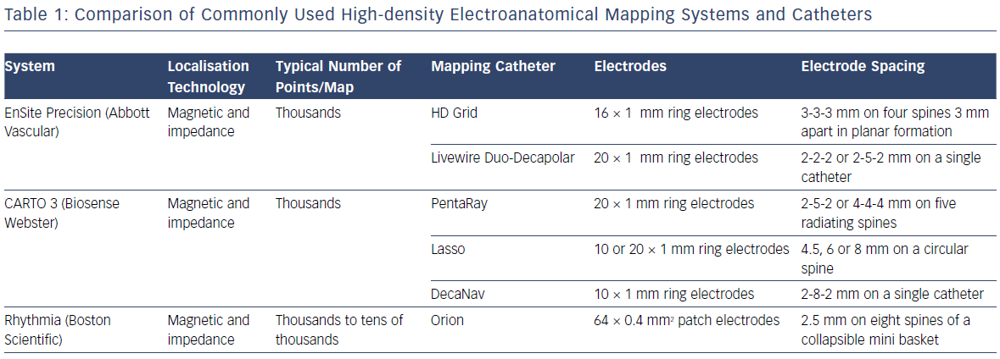 Table 1: Comparison of Commonly Used High-density Electroanatomical Mapping Systems and Catheters
System Localisation Technology Typical Number of Points/Map Mapping Catheter Electrodes Electrode Spacing
EnSite Precision (Abbott Vascular) Magnetic and impedance Thousands HD Grid 16 × 1 mm ring electrodes 3-3-3 mm on four spines 3 mm apart in planar formation
Livewire Duo-Decapolar 20 × 1 mm ring electrodes 2-2-2 or 2-5-2 mm on a single catheter
CARTO 3 (Biosense Webster) Magnetic and impedance Thousands PentaRay 20 × 1 mm ring electrodes 2-5-2 or 4-4-4 mm on five radiating spines
Lasso 10 or 20 × 1 mm ring electrodes 4.5, 6 or 8 mm on a circular spine
DecaNav 10 × 1 mm ring electrodes 2-8-2 mm on a single catheter
Rhythmia (Boston Scientific) Magnetic and impedance Thousands to tens of thousands Orion 64 × 0.4 mm² patch electrodes 2.5 mm on eight spines of a collapsible mini basket